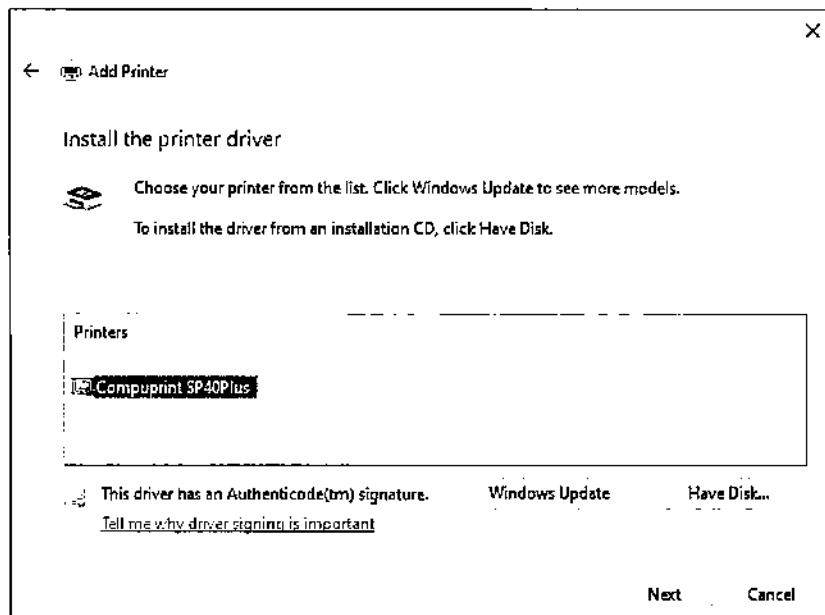 Add Printer
Install the printer driver
Choose your printer from the list. Click Windows Update to see more models.
To install the driver from an installation CD, click Have Disk.
Printers
Compuprint SP40Plus
This driver has an Authenticode(tm) signature.
Windows Update
Have Disk...
Tell me why driver signing is important
Next
Cancel